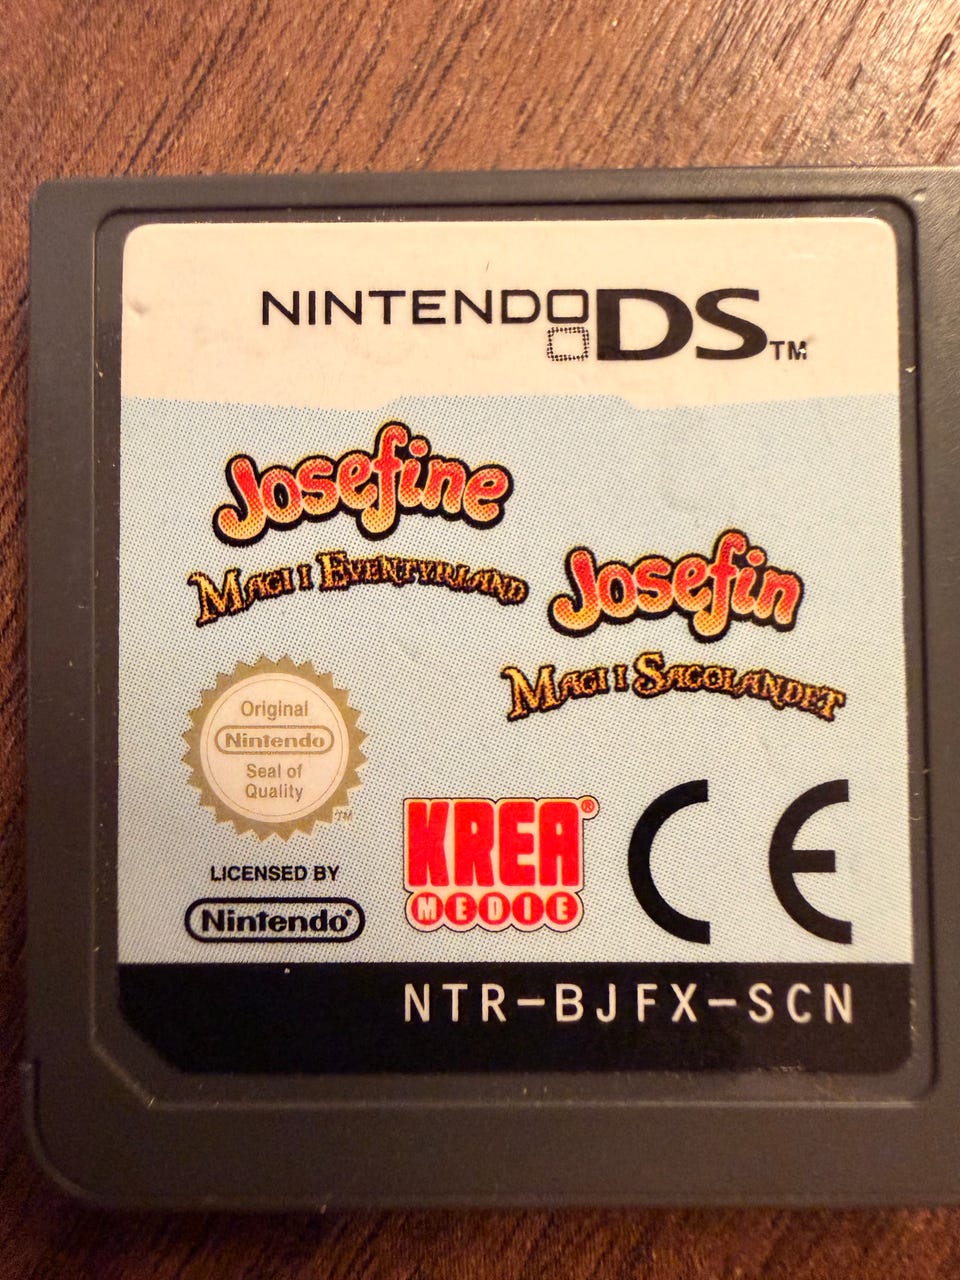 NINTENDO DS TM
Josefine
MAGI I EVENTYRLAND
Josefin
MAGI I SAGOLANDET
Original
Nintendo
Seal of
Quality
TM
LICENSED BY
Nintendo®
KREA®
MEDIE
CE
NTR-BJFX-SCN